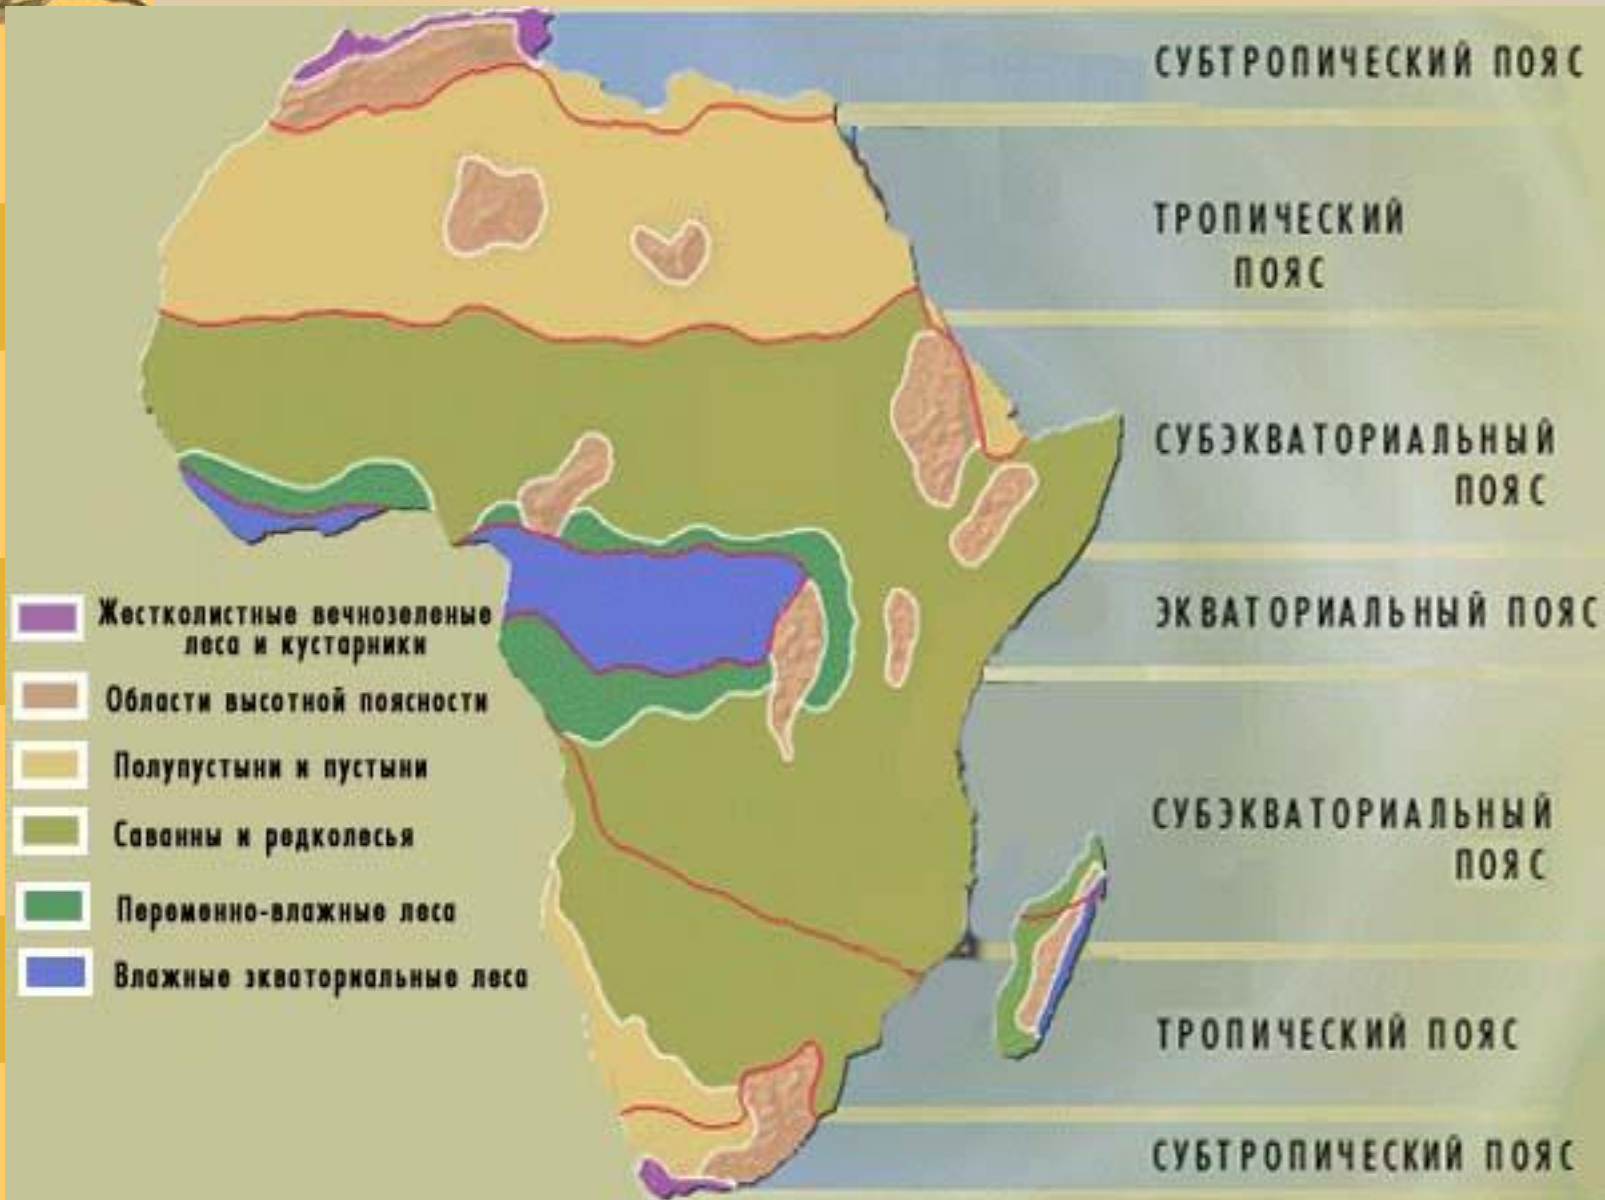 СУБТРОПИЧЕСКИЙ ПОЯС
ТРОПИЧЕСКИЙ
ПОЯС
СУБЭКВАТОРИАЛЬНЫЙ
ПОЯС
ЭКВАТОРИАЛЬНЫЙ ПОЯС
СУБЭКВАТОРИАЛЬНЫЙ
ПОЯС
ТРОПИЧЕСКИЙ ПОЯС
СУБТРОПИЧЕСКИЙ ПОЯС
Жестколистные вечнозеленые
леса и кустарники
Области высотной поясности
Полупустыни и пустыни
Саванны и редколесья
Переменно-влажные леса
Влажные экваториальные леса